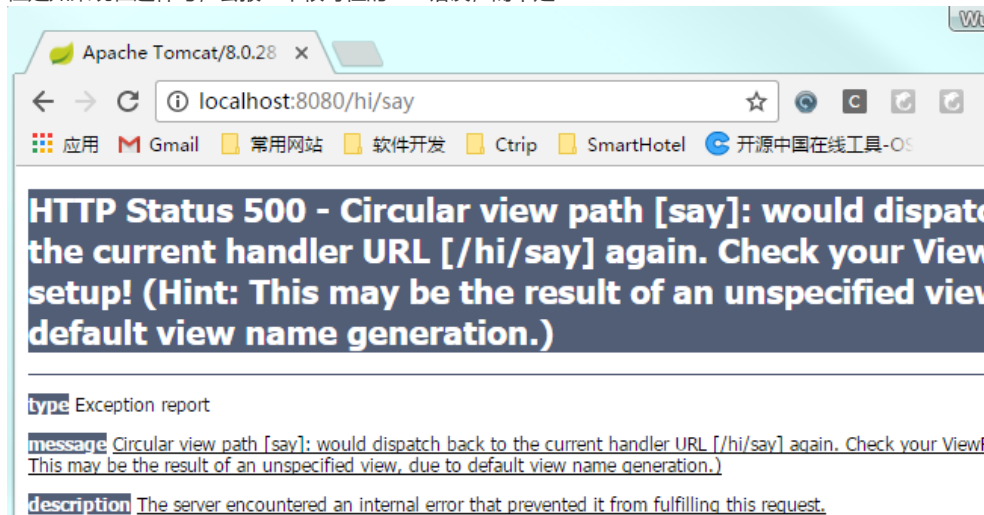 Wu
Apache Tomcat/8.0.28
localhost:8080/hi/say
应用 Gmail 常用网站 软件开发 Ctrip SmartHotel 开源中国在线工具-OS
HTTP Status 500 - Circular view path [say]: would dispatc
the current handler URL [/hi/say] again. Check your View
setup! (Hint: This may be the result of an unspecified vie
default view name generation.)
type Exception report
message Circular view path [say]: would dispatch back to the current handler URL [/hi/say] again. Check your View
This may be the result of an unspecified view, due to default view name generation.)
description The server encountered an internal error that prevented it from fulfilling this request.